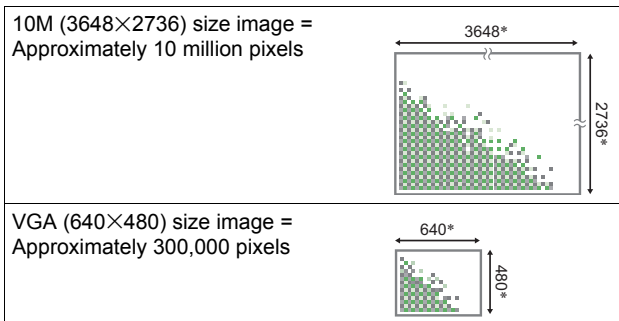 10M (3648×2736) size image =
Approximately 10 million pixels
3648*
2736*
VGA (640×480) size image =
Approximately 300,000 pixels
640*
480*